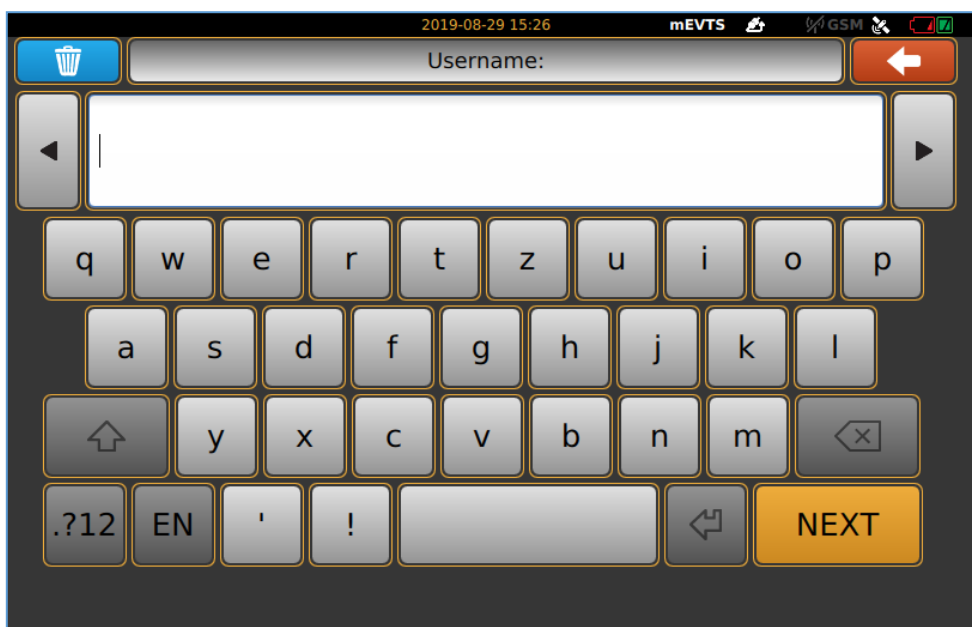 2019-08-29 15:26 mEVTS GSM
Username:
q w e r t z u i o p
a s d f g h j k l
y x c v b n m
.?12 EN ' ! NEXT